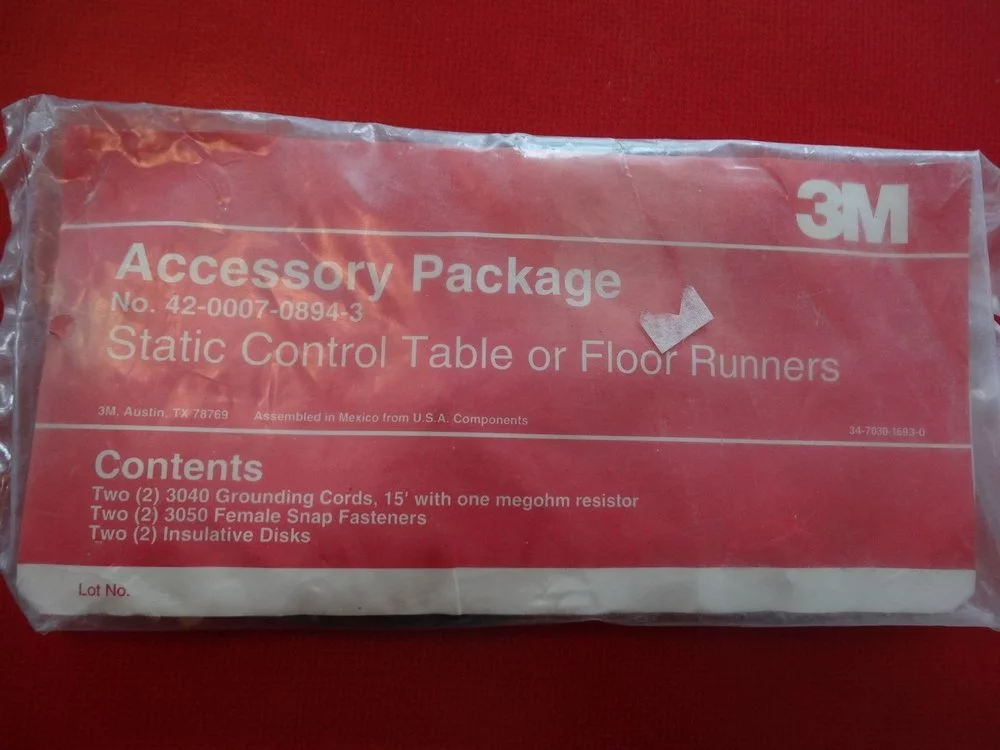 3M
Accessory Package
No. 42-0007-0894-3
Static Control Table or Floor Runners
3M, Austin, TX 78769 Assembled in Mexico from U.S.A. Components 34-7030-1693-0
Contents
Two (2) 3040 Grounding Cords, 15' with one megohm resistor
Two (2) 3050 Female Snap Fasteners
Two (2) Insulative Disks
Lot No.